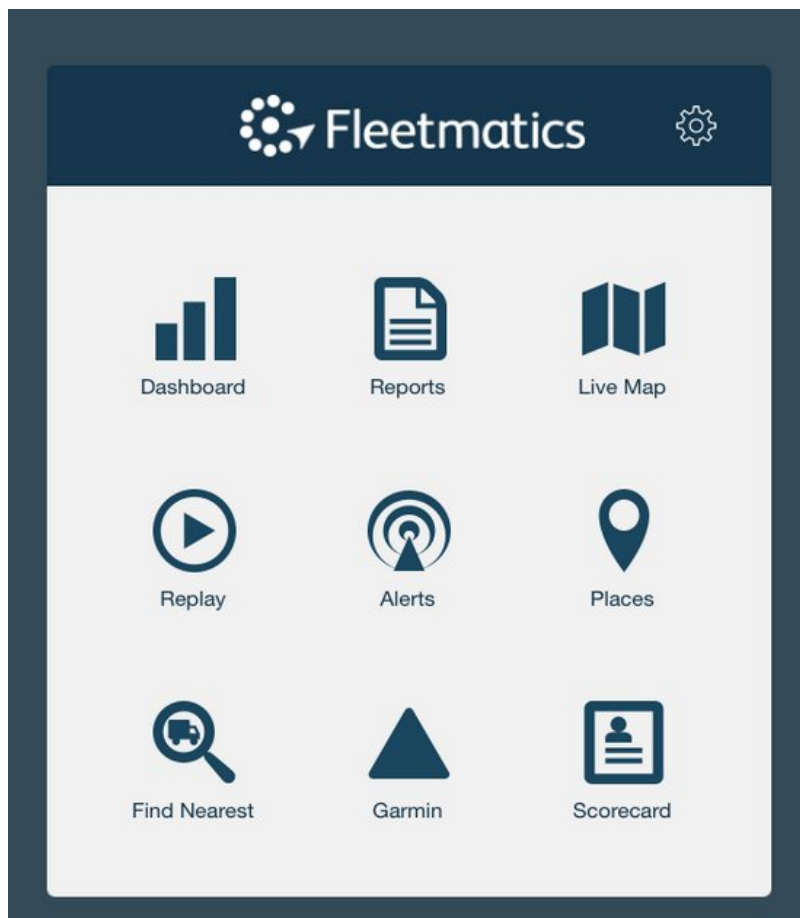 Fleetmatics
Dashboard Reports Live Map
Replay Alerts Places
Find Nearest Garmin Scorecard